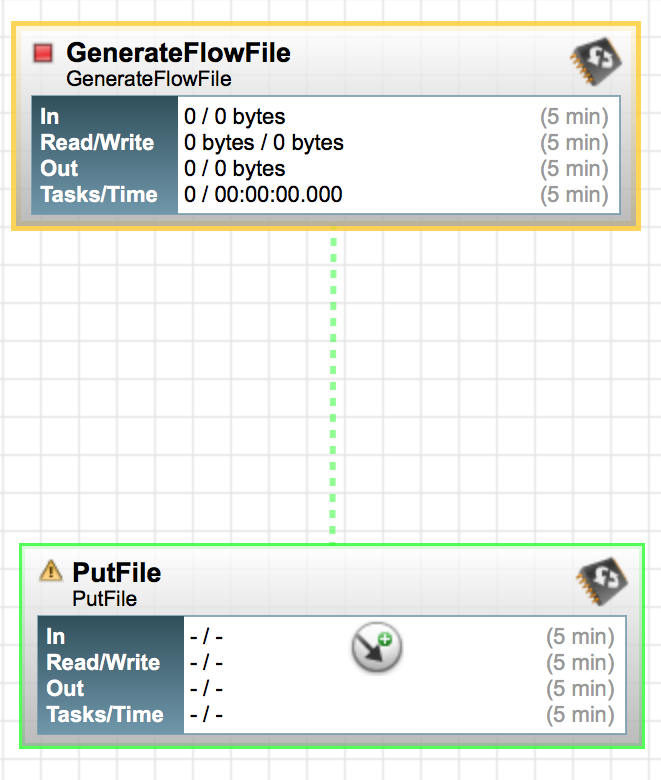 GenerateFlowFile
GenerateFlowFile
In 0 / 0 bytes (5 min)
Read/Write 0 bytes / 0 bytes (5 min)
Out 0 / 0 bytes (5 min)
Tasks/Time 0 / 00:00:00.000 (5 min)
PutFile
PutFile
In - / - (5 min)
Read/Write - / - (5 min)
Out - / - (5 min)
Tasks/Time - / - (5 min)